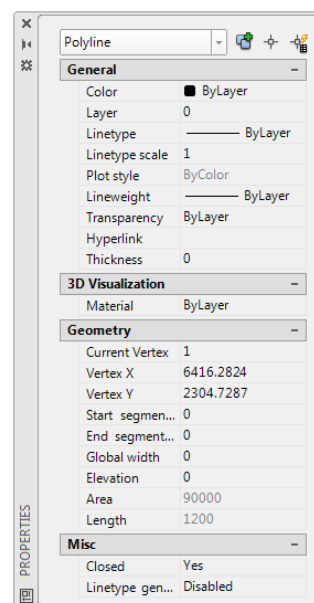 Polyline
General
Color ByLayer
Layer 0
Linetype ByLayer
Linetype scale 1
Plot style ByColor
Lineweight ByLayer
Transparency ByLayer
Hyperlink
Thickness 0
3D Visualization
Material ByLayer
Geometry
Current Vertex 1
Vertex X 6416.2824
Vertex Y 2304.7287
Start segmen... 0
End segment... 0
Global width 0
Elevation 0
Area 90000
Length 1200
Misc
Closed Yes
Linetype gen... Disabled
PROPERTIES